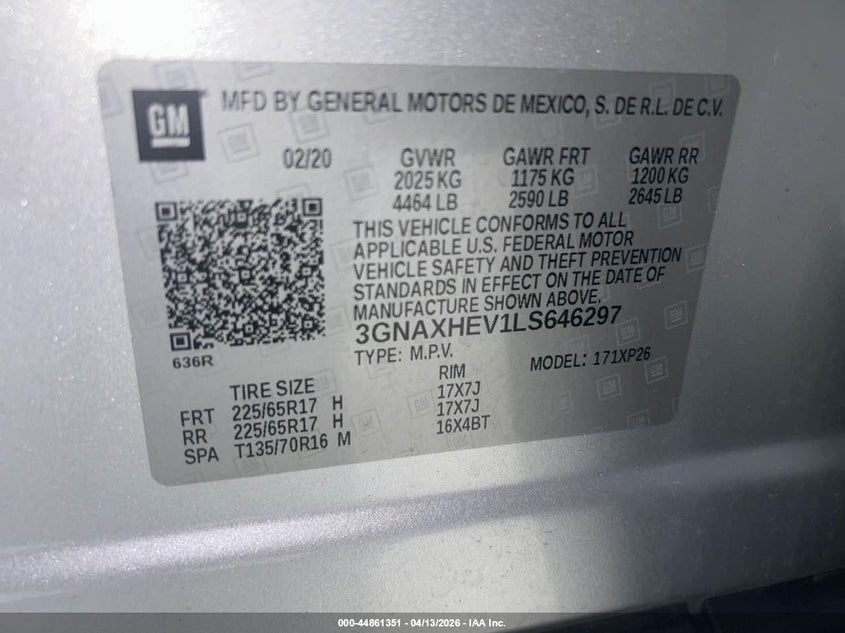 GM
MFD BY GENERAL MOTORS DE MEXICO, S. DE R.L. DE C.V.
02/20 GVWR GAWR FRT GAWR RR
2025 KG 1175 KG 1200 KG
4464 LB 2590 LB 2645 LB
THIS VEHICLE CONFORMS TO ALL
APPLICABLE U.S. FEDERAL MOTOR
VEHICLE SAFETY AND THEFT PREVENTION
STANDARDS IN EFFECT ON THE DATE OF
MANUFACTURE SHOWN ABOVE.
3GNAXHEV1LS646297
636R
TYPE: M.P.V. MODEL: 171XP26
TIRE SIZE RIM
FRT 225/65R17 H 17X7J
RR 225/65R17 H 17X7J
SPA T135/70R16 M 16X4BT
000-44861351 | 04/13/2026 | IAA Inc.